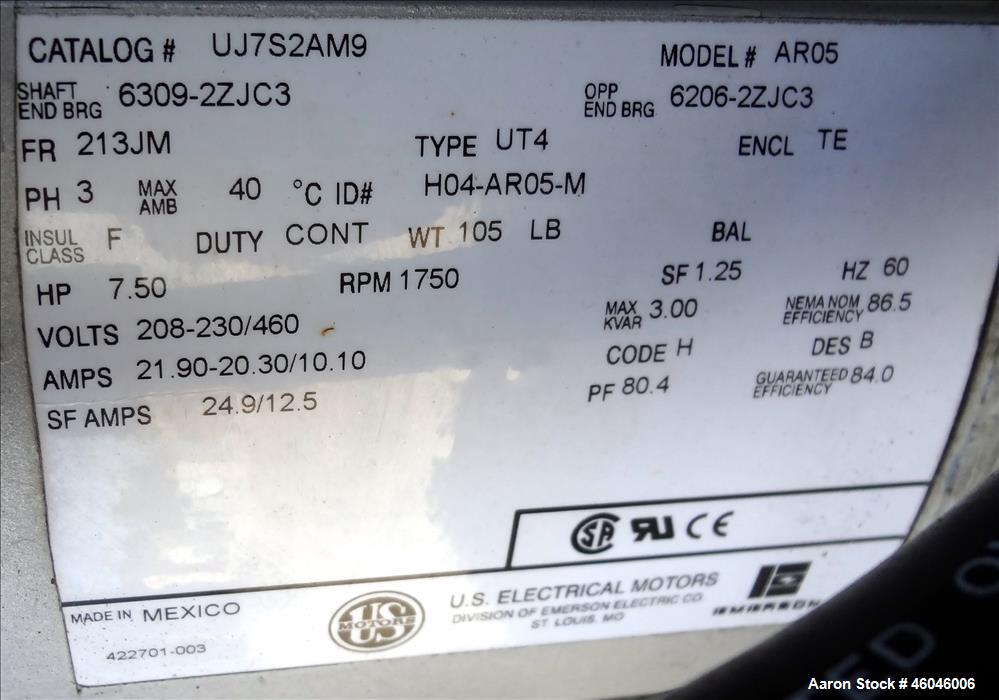 CATALOG # UJ7S2AM9 MODEL # AR05
SHAFT END BRG 6309-2ZJC3 OPP END BRG 6206-2ZJC3
FR 213JM TYPE UT4 ENCL TE
PH 3 MAX AMB 40 °C ID# H04-AR05-M
INSUL CLASS F DUTY CONT WT 105 LB BAL
HP 7.50 RPM 1750 SF 1.25 HZ 60
VOLTS 208-230/460 MAX KVAR 3.00 NEMA NOM EFFICIENCY 86.5
AMPS 21.90-20.30/10.10 CODE H DES B
SF AMPS 24.9/12.5 PF 80.4 GUARANTEED EFFICIENCY 84.0
SA RU CE
MADE IN MEXICO
422701-003
US MOTORS
U.S. ELECTRICAL MOTORS
DIVISION OF EMERSON ELECTRIC CO.
ST. LOUIS, MO
EMERSON
ED
Aaron Stock # 46046006